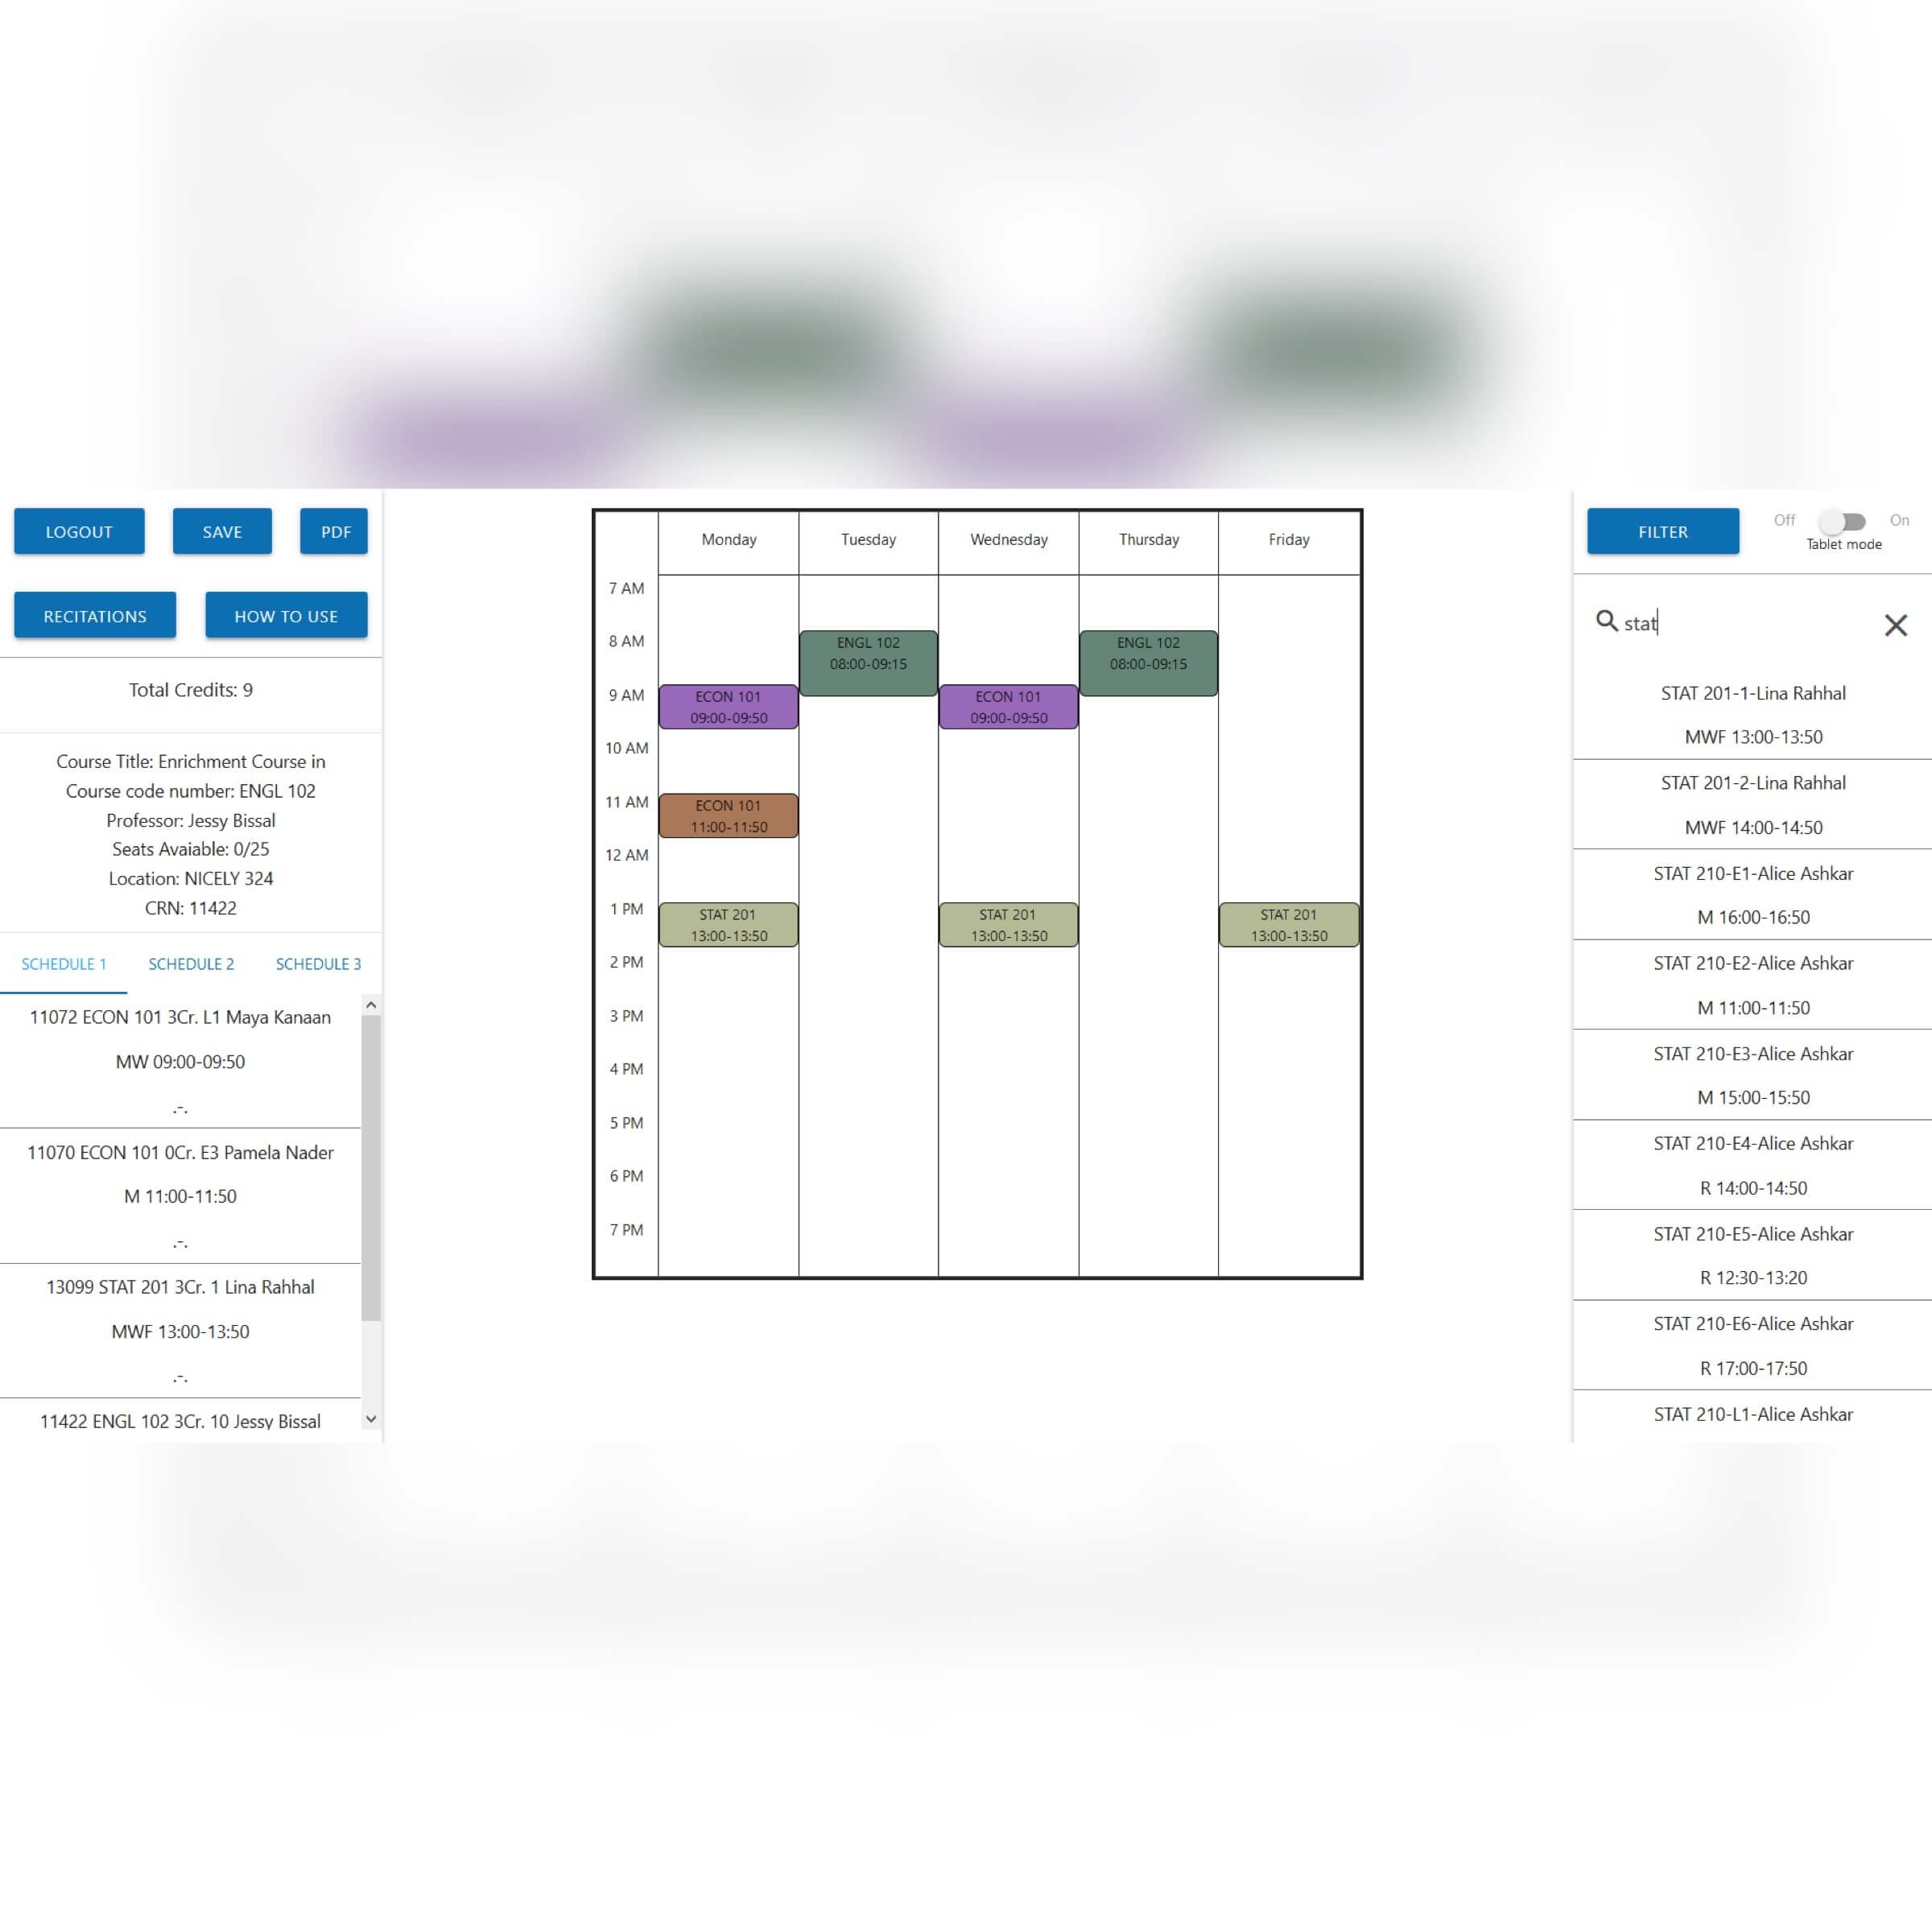 LOGOUT
SAVE
PDF
RECITATIONS
HOW TO USE
Total Credits: 9
Course Title: Enrichment Course in
Course code number: ENGL 102
Professor: Jessy Bissal
Seats Avaiable: 0/25
Location: NICELY 324
CRN: 11422
SCHEDULE 1
SCHEDULE 2
SCHEDULE 3
11072 ECON 101 3Cr. L1 Maya Kanaan
MW 09:00-09:50
.-.
11070 ECON 101 0Cr. E3 Pamela Nader
M 11:00-11:50
.-.
13099 STAT 201 3Cr. 1 Lina Rahhal
MWF 13:00-13:50
.-.
11422 ENGL 102 3Cr. 10 Jessy Bissal
Monday
Tuesday
Wednesday
Thursday
Friday
7 AM
8 AM
ENGL 102
08:00-09:15
ENGL 102
08:00-09:15
9 AM
ECON 101
09:00-09:50
ECON 101
09:00-09:50
10 AM
11 AM
ECON 101
11:00-11:50
12 AM
1 PM
STAT 201
13:00-13:50
STAT 201
13:00-13:50
STAT 201
13:00-13:50
2 PM
3 PM
4 PM
5 PM
6 PM
7 PM
FILTER
Off
On
Tablet mode
stat
STAT 201-1-Lina Rahhal
MWF 13:00-13:50
STAT 201-2-Lina Rahhal
MWF 14:00-14:50
STAT 210-E1-Alice Ashkar
M 16:00-16:50
STAT 210-E2-Alice Ashkar
M 11:00-11:50
STAT 210-E3-Alice Ashkar
M 15:00-15:50
STAT 210-E4-Alice Ashkar
R 14:00-14:50
STAT 210-E5-Alice Ashkar
R 12:30-13:20
STAT 210-E6-Alice Ashkar
R 17:00-17:50
STAT 210-L1-Alice Ashkar